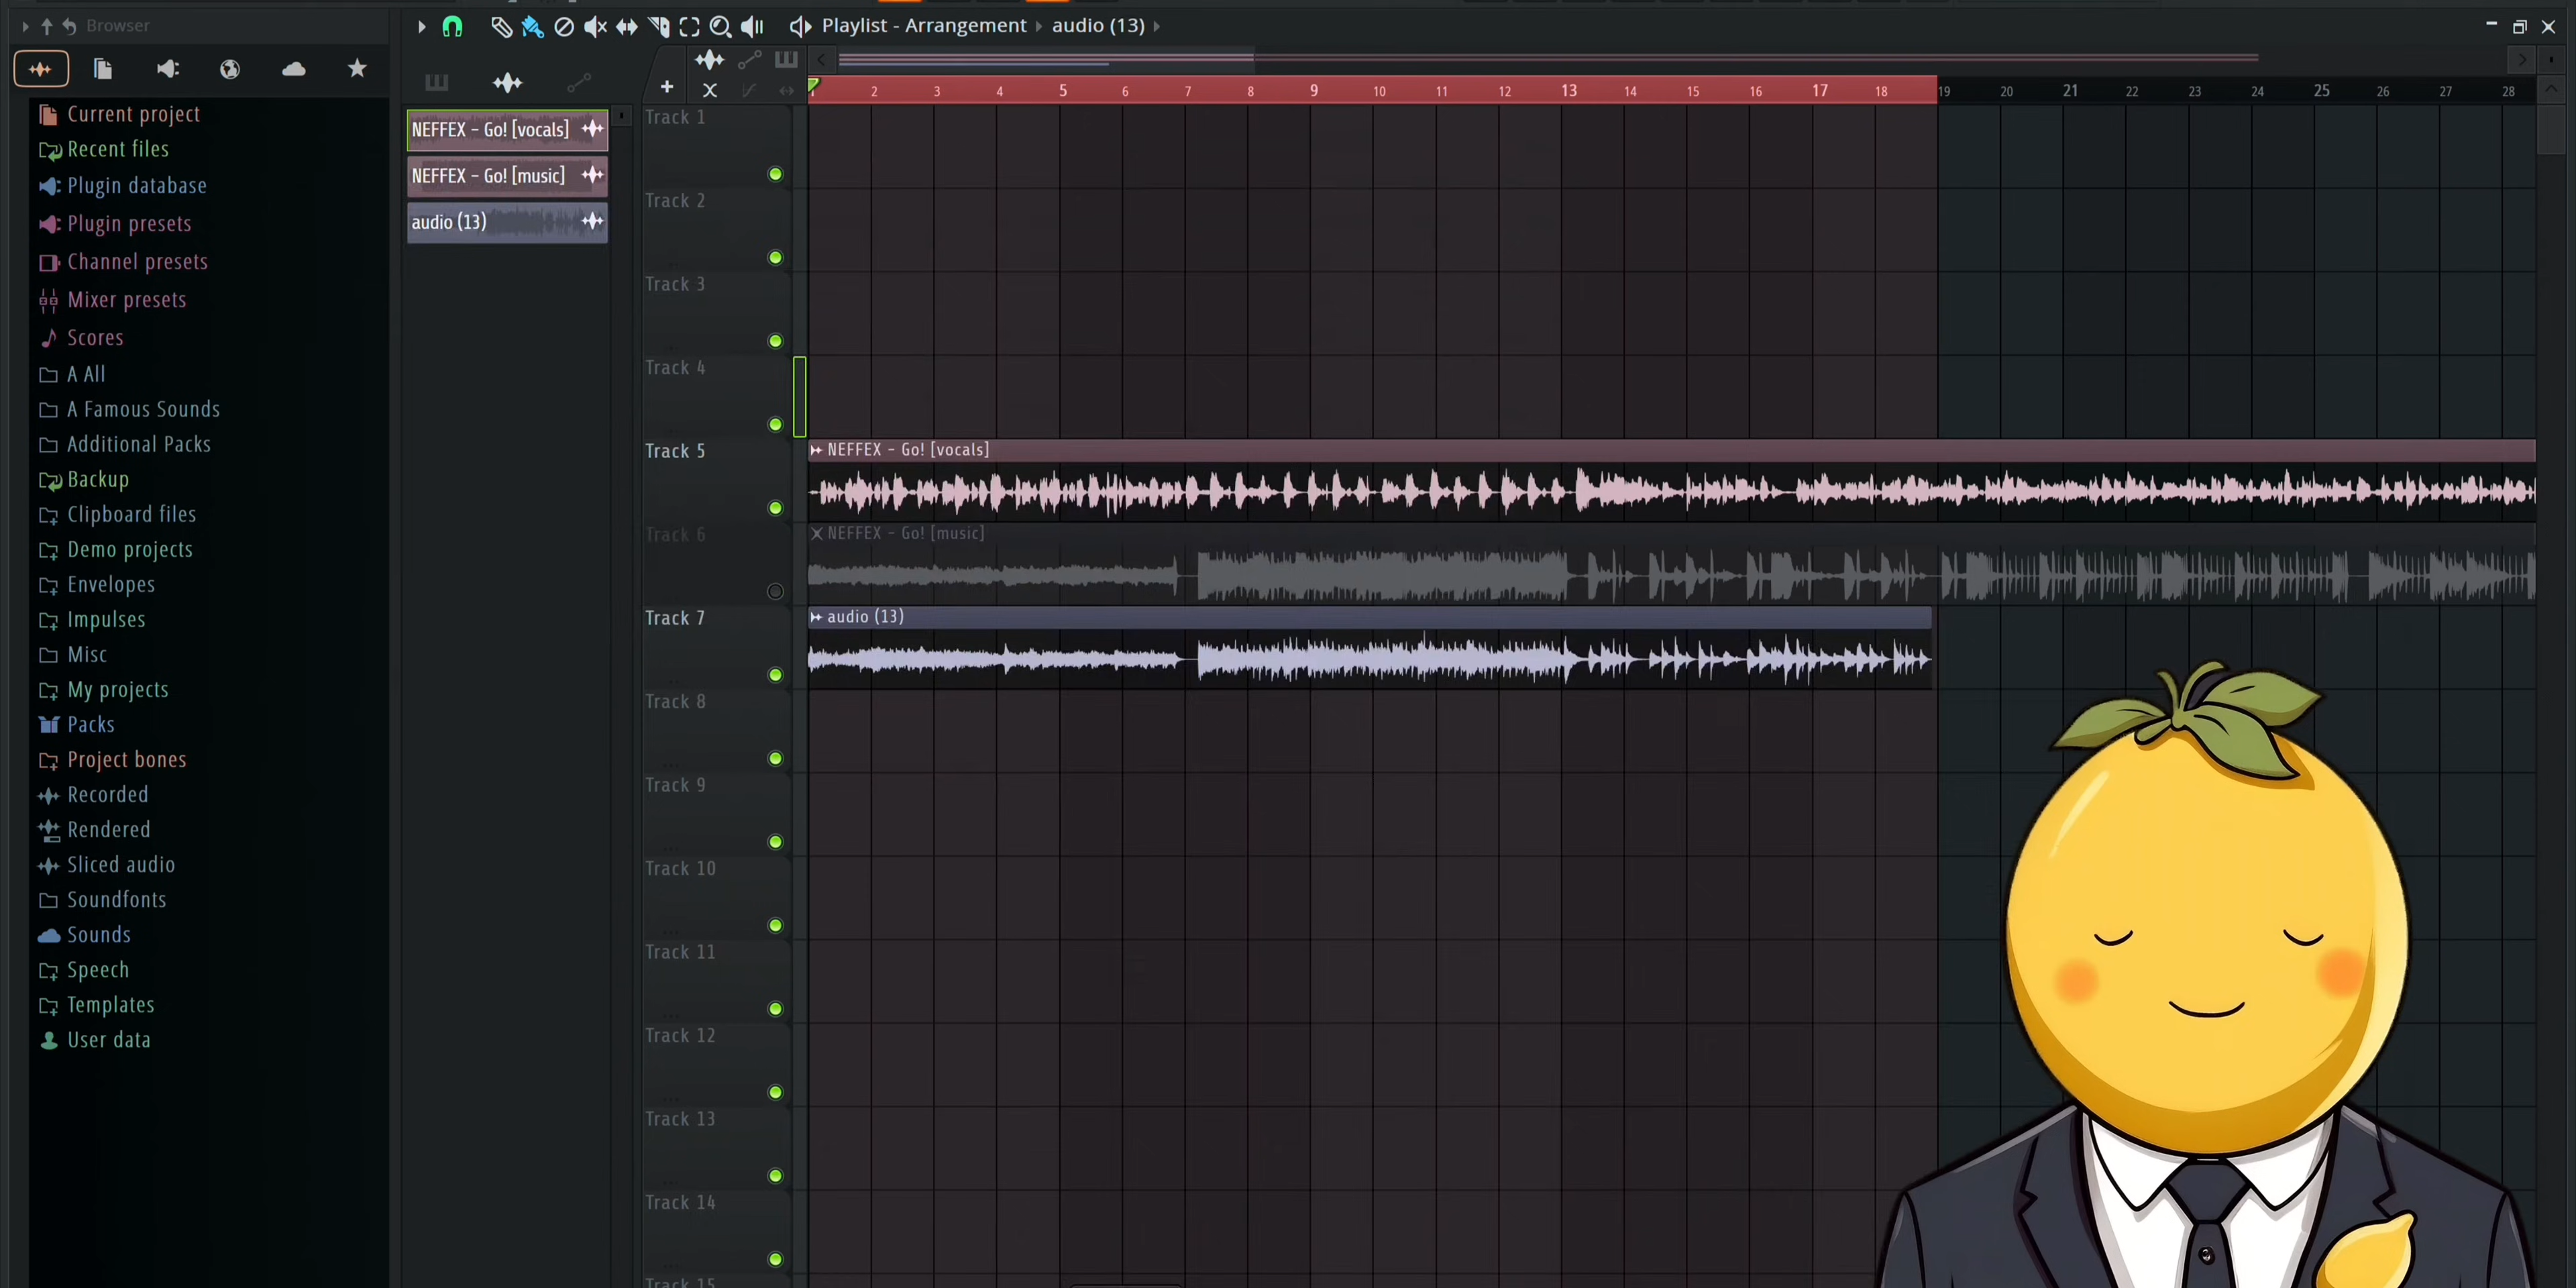 Browser
Playlist - Arrangement › audio (13) ›
Current project
Recent files
Plugin database
Plugin presets
Channel presets
Mixer presets
Scores
A All
A Famous Sounds
Additional Packs
Backup
Clipboard files
Demo projects
Envelopes
Impulses
Misc
My projects
Packs
Project bones
Recorded
Rendered
Sliced audio
Soundfonts
Sounds
Speech
Templates
User data
NEFFEX – Go! [vocals]
NEFFEX – Go! [music]
audio (13)
1 2 3 4 5 6 7 8 9 10 11 12 13 14 15 16 17 18 19 20 21 22 23 24 25 26 27 28
Track 1
Track 2
Track 3
Track 4
Track 5
NEFFEX – Go! [vocals]
Track 6
NEFFEX – Go! [music]
Track 7
audio (13)
Track 8
Track 9
Track 10
Track 11
Track 12
Track 13
Track 14
Track 15